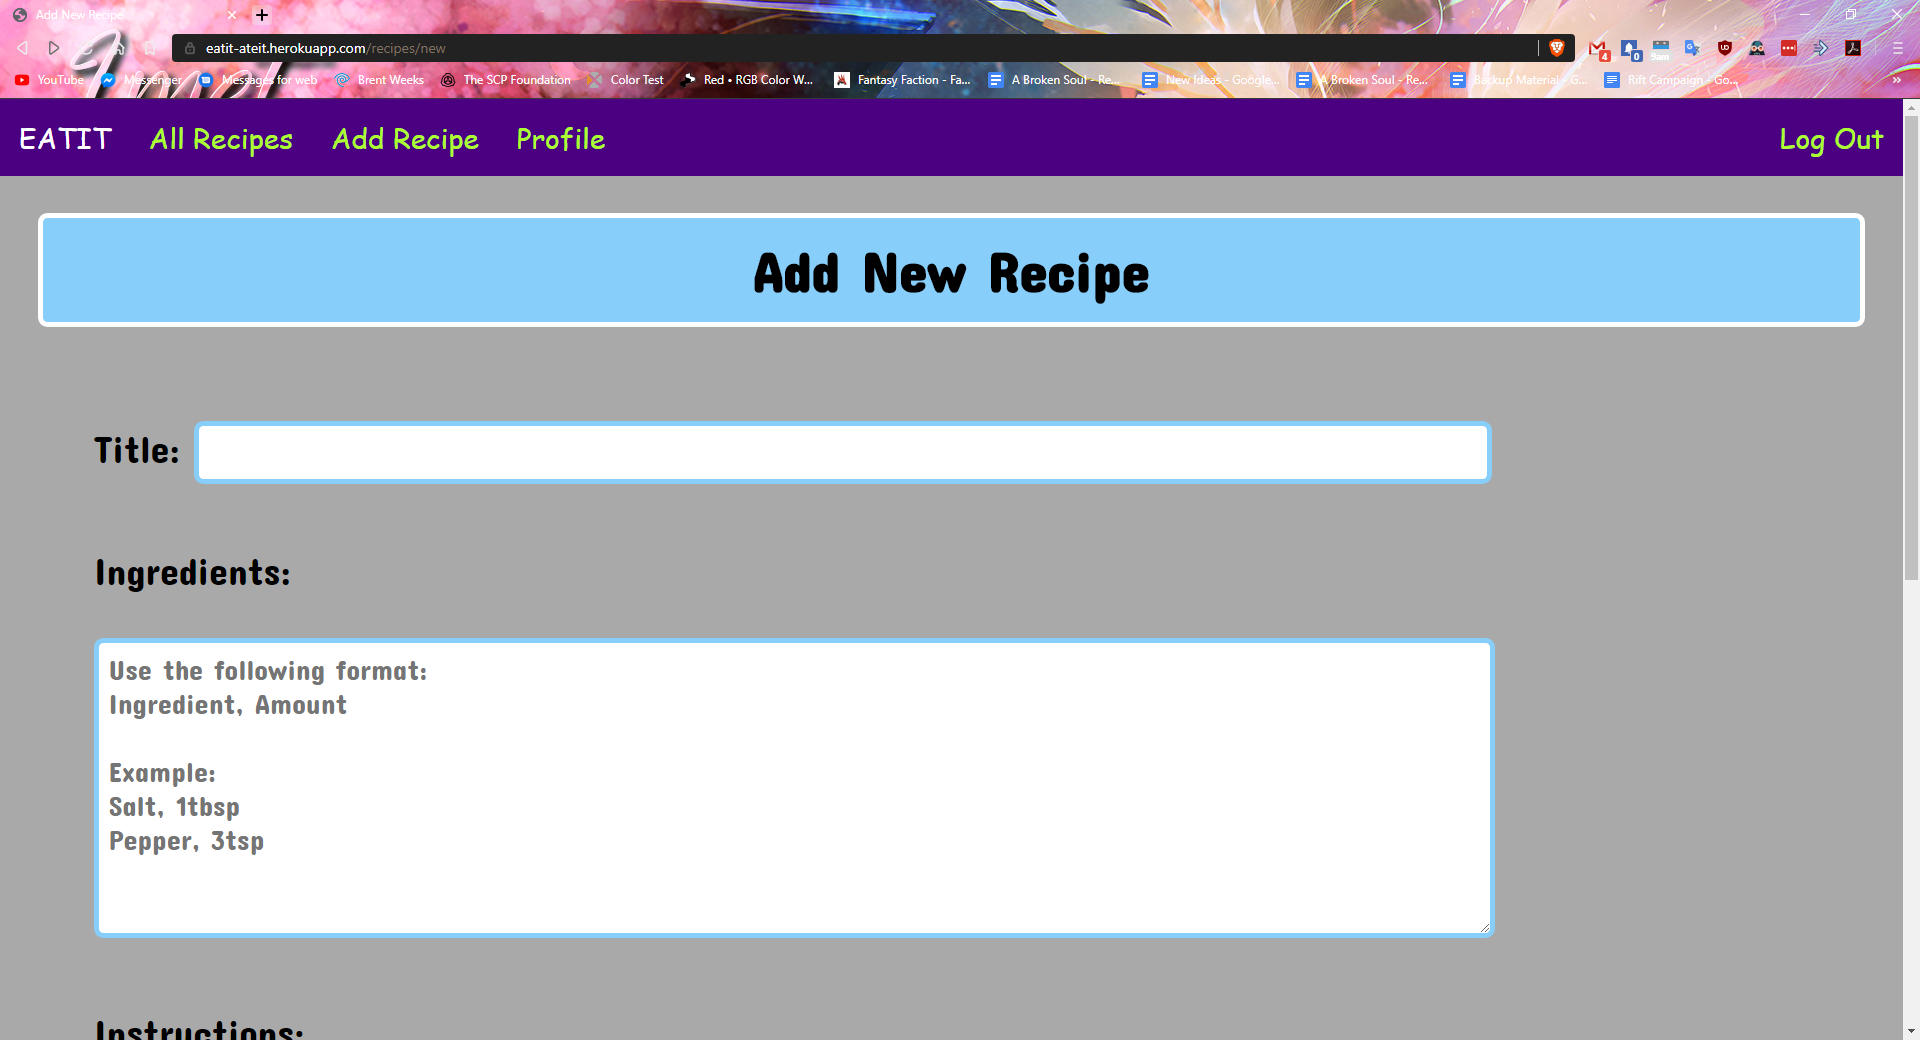 Add New Recipe
eatit-ateit.herokuapp.com/recipes/new
4
0
9am
YouTube
Messenger
Messages for web
Brent Weeks
The SCP Foundation
Color Test
Red • RGB Color W...
Fantasy Faction - Fa...
A Broken Soul - Re...
New Ideas - Google...
A Broken Soul - Re...
Backup Material - G...
Rift Campaign - Go...
EATIT
All Recipes
Add Recipe
Profile
Log Out
Add New Recipe
Title:
Ingredients:
Use the following format:
Ingredient, Amount
Example:
Salt, 1tbsp
Pepper, 3tsp
Instructions: